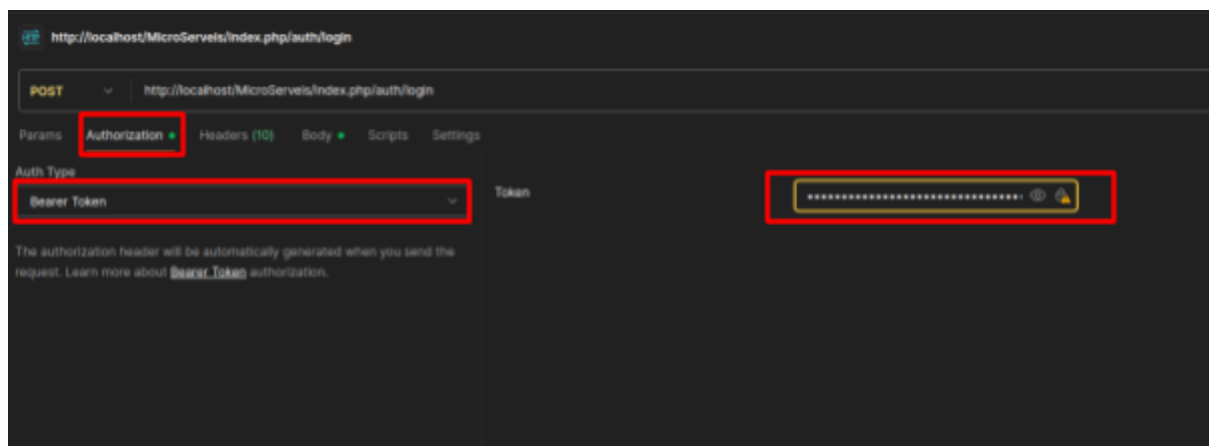 http://localhost/MicroServeis/index.php/auth/login
POST http://localhost/MicroServeis/index.php/auth/login
Params Authorization Headers (10) Body Scripts Settings
Auth Type
Bearer Token
Token
The authorization header will be automatically generated when you send the
request. Learn more about Bearer Token authorization.